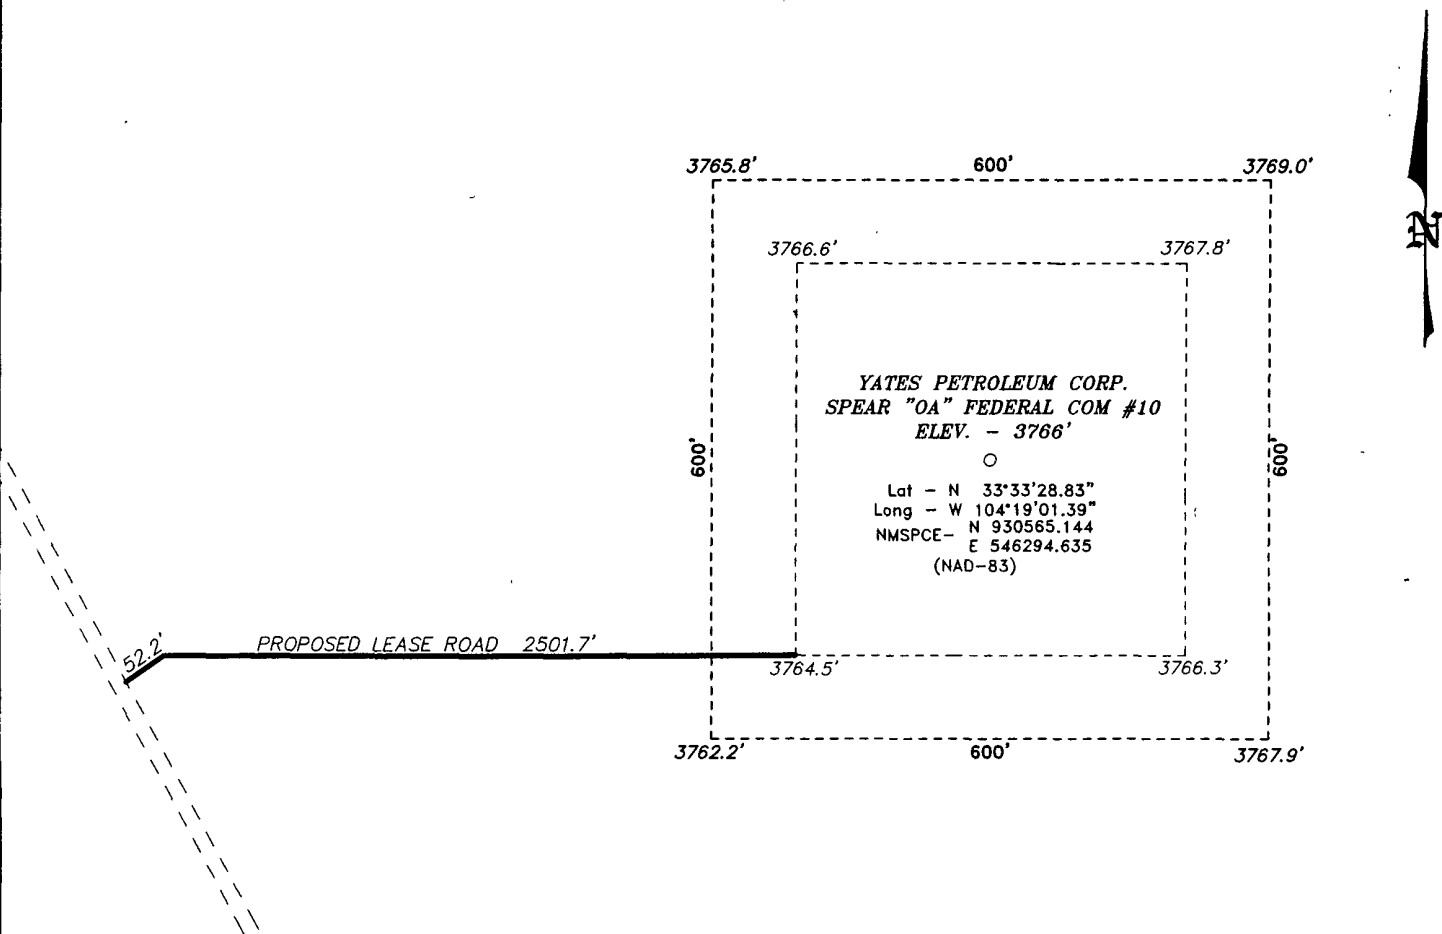 3765.8' 600' 3769.0'
N
3766.6' 3767.8'
YATES PETROLEUM CORP.
SPEAR "OA" FEDERAL COM #10
ELEV. - 3766'
600' 600'
Lat - N 33°33'28.83"
Long - W 104°19'01.39"
NMSPCE- N 930565.144
E 546294.635
(NAD-83)
52.2' PROPOSED LEASE ROAD 2501.7'
3764.5' 3766.3'
3762.2' 600' 3767.9'